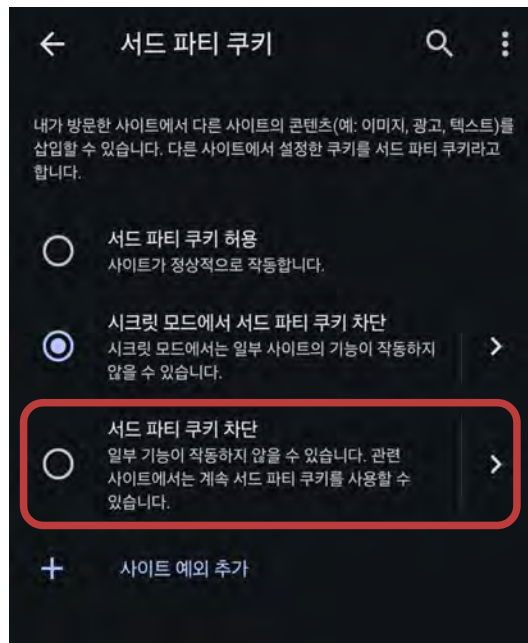 서드 파티 쿠키
내가 방문한 사이트에서 다른 사이트의 콘텐츠(예: 이미지, 광고, 텍스트)를
삽입할 수 있습니다. 다른 사이트에서 설정한 쿠키를 서드 파티 쿠키라고
합니다.
서드 파티 쿠키 허용
사이트가 정상적으로 작동합니다.
시크릿 모드에서 서드 파티 쿠키 차단
시크릿 모드에서는 일부 사이트의 기능이 작동하지
않을 수 있습니다.
서드 파티 쿠키 차단
일부 기능이 작동하지 않을 수 있습니다. 관련
사이트에서는 계속 서드 파티 쿠키를 사용할 수
있습니다.
사이트 예외 추가